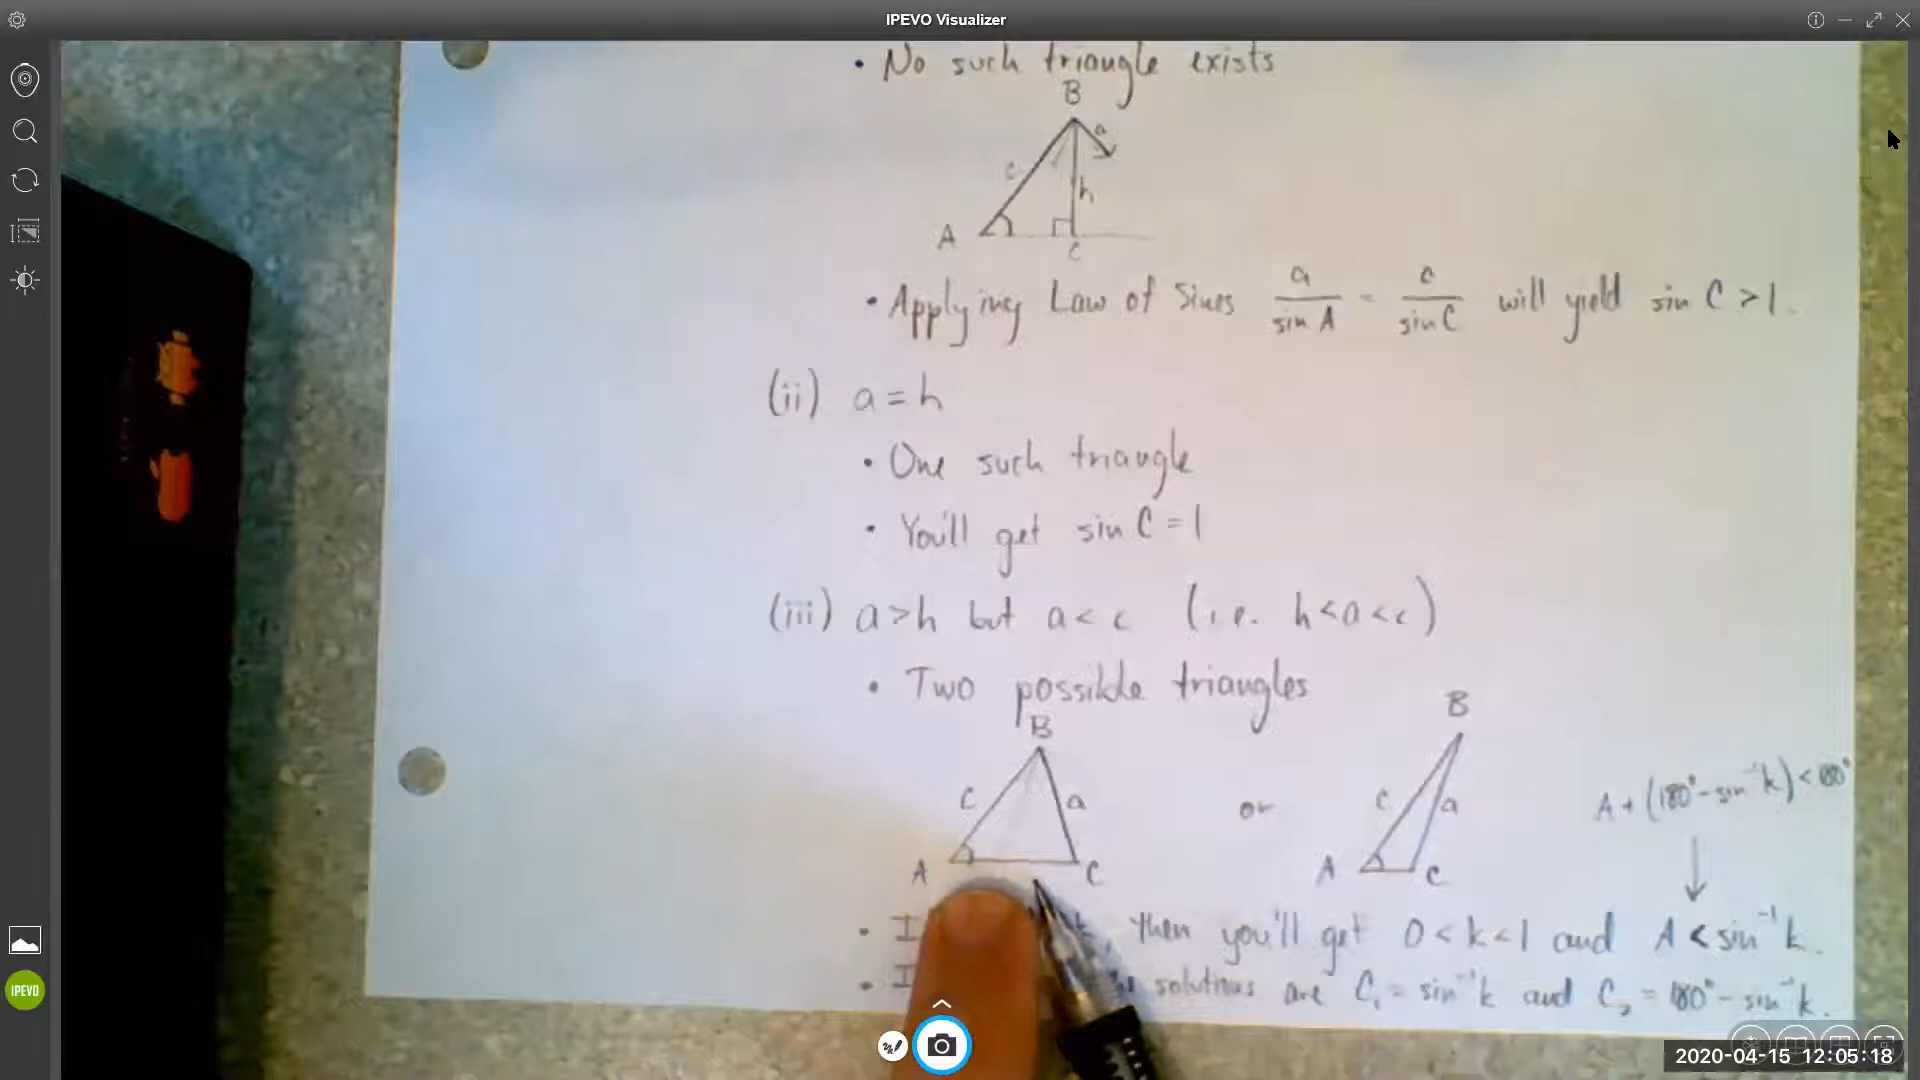 IPEVO Visualizer
• No such triangle exists
B
a
c
h
A
C
• Applying Law of Sines a/sin A = c/sin C will yield sin C > 1.
(ii) a = h
• One such triangle
• You'll get sin C = 1
(iii) a > h but a < c (i.e. h < a < c)
• Two possible triangles
B
c
a
A
C
or
B
c
a
A
C
A + (180° - sin⁻¹k) < 180°
• k, then you'll get 0 < k < 1 and A < sin⁻¹ k.
• solutions are C₁ = sin⁻¹k and C₂ = 180° - sin⁻¹k.
IPEVO
2020-04-15 12:05:18